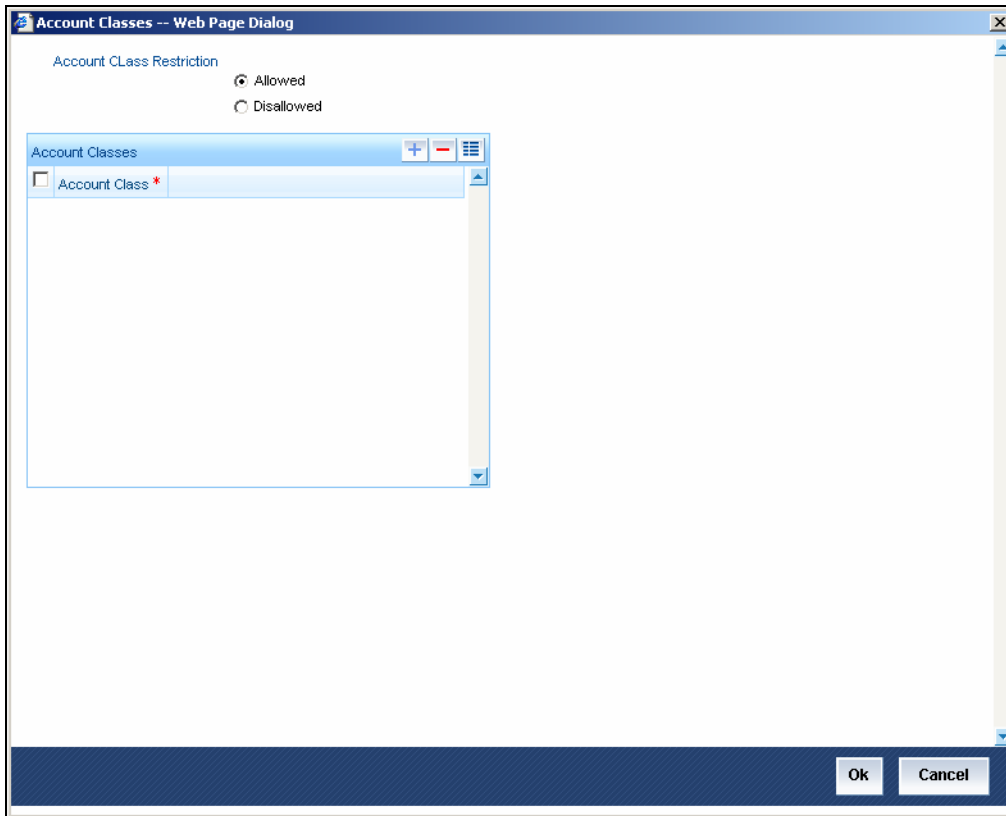 Account Classes -- Web Page Dialog
Account CLass Restriction
Allowed
Disallowed
Account Classes
Account Class *
Ok
Cancel